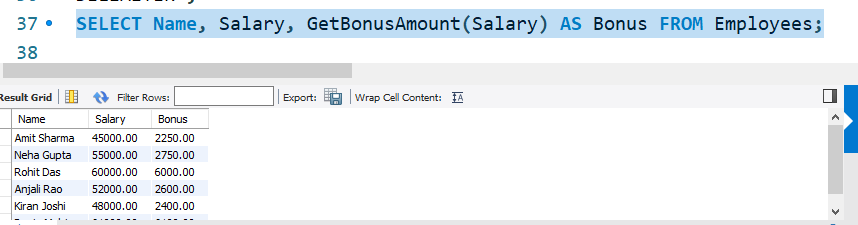 37 SELECT Name, Salary, GetBonusAmount(Salary) AS Bonus FROM Employees;
38
Result Grid Filter Rows: Export: Wrap Cell Content:
Name Salary Bonus
Amit Sharma 45000.00 2250.00
Neha Gupta 55000.00 2750.00
Rohit Das 60000.00 6000.00
Anjali Rao 52000.00 2600.00
Kiran Joshi 48000.00 2400.00